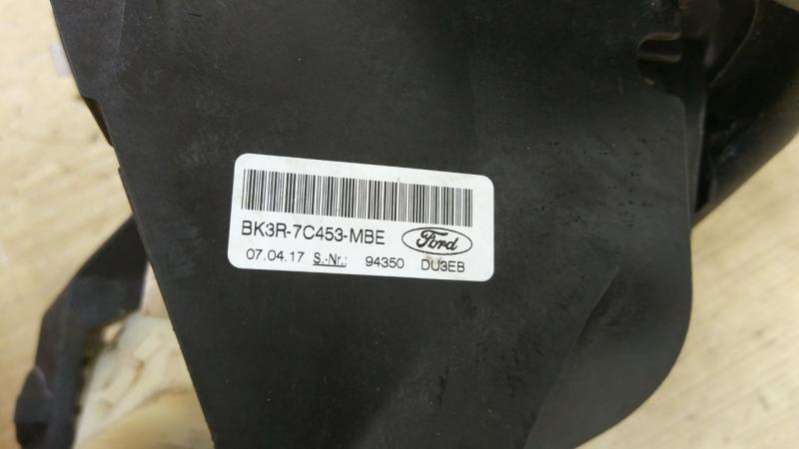 BK3R-7C453-MBE Ford
07.04.17 S.-Nr.: 94350 DU3EB